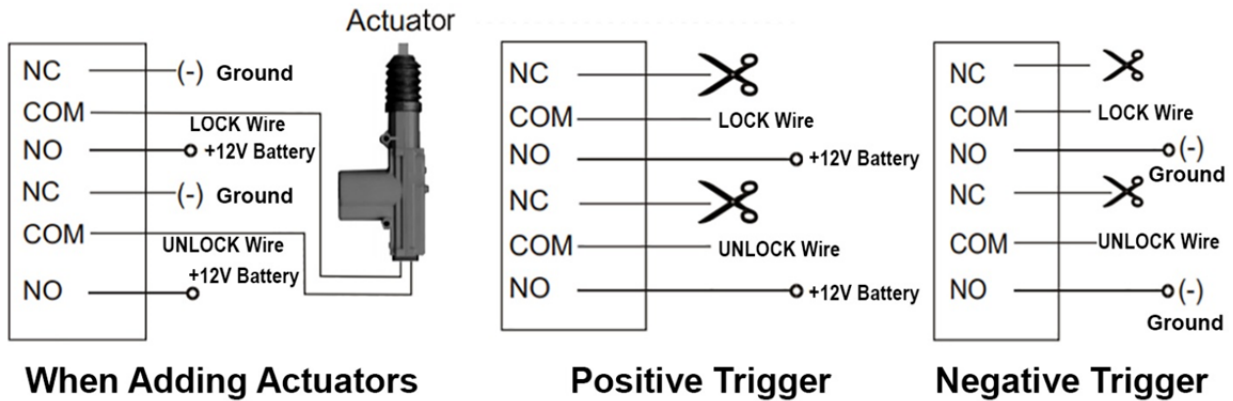 Actuator
NC (-) Ground
COM
LOCK Wire
NO +12V Battery
NC (-) Ground
COM
UNLOCK Wire
+12V Battery
NO
When Adding Actuators
NC
COM LOCK Wire
NO +12V Battery
NC
COM UNLOCK Wire
NO +12V Battery
Positive Trigger
NC
COM LOCK Wire
NO (-)
Ground
NC
COM UNLOCK Wire
NO (-)
Ground
Negative Trigger